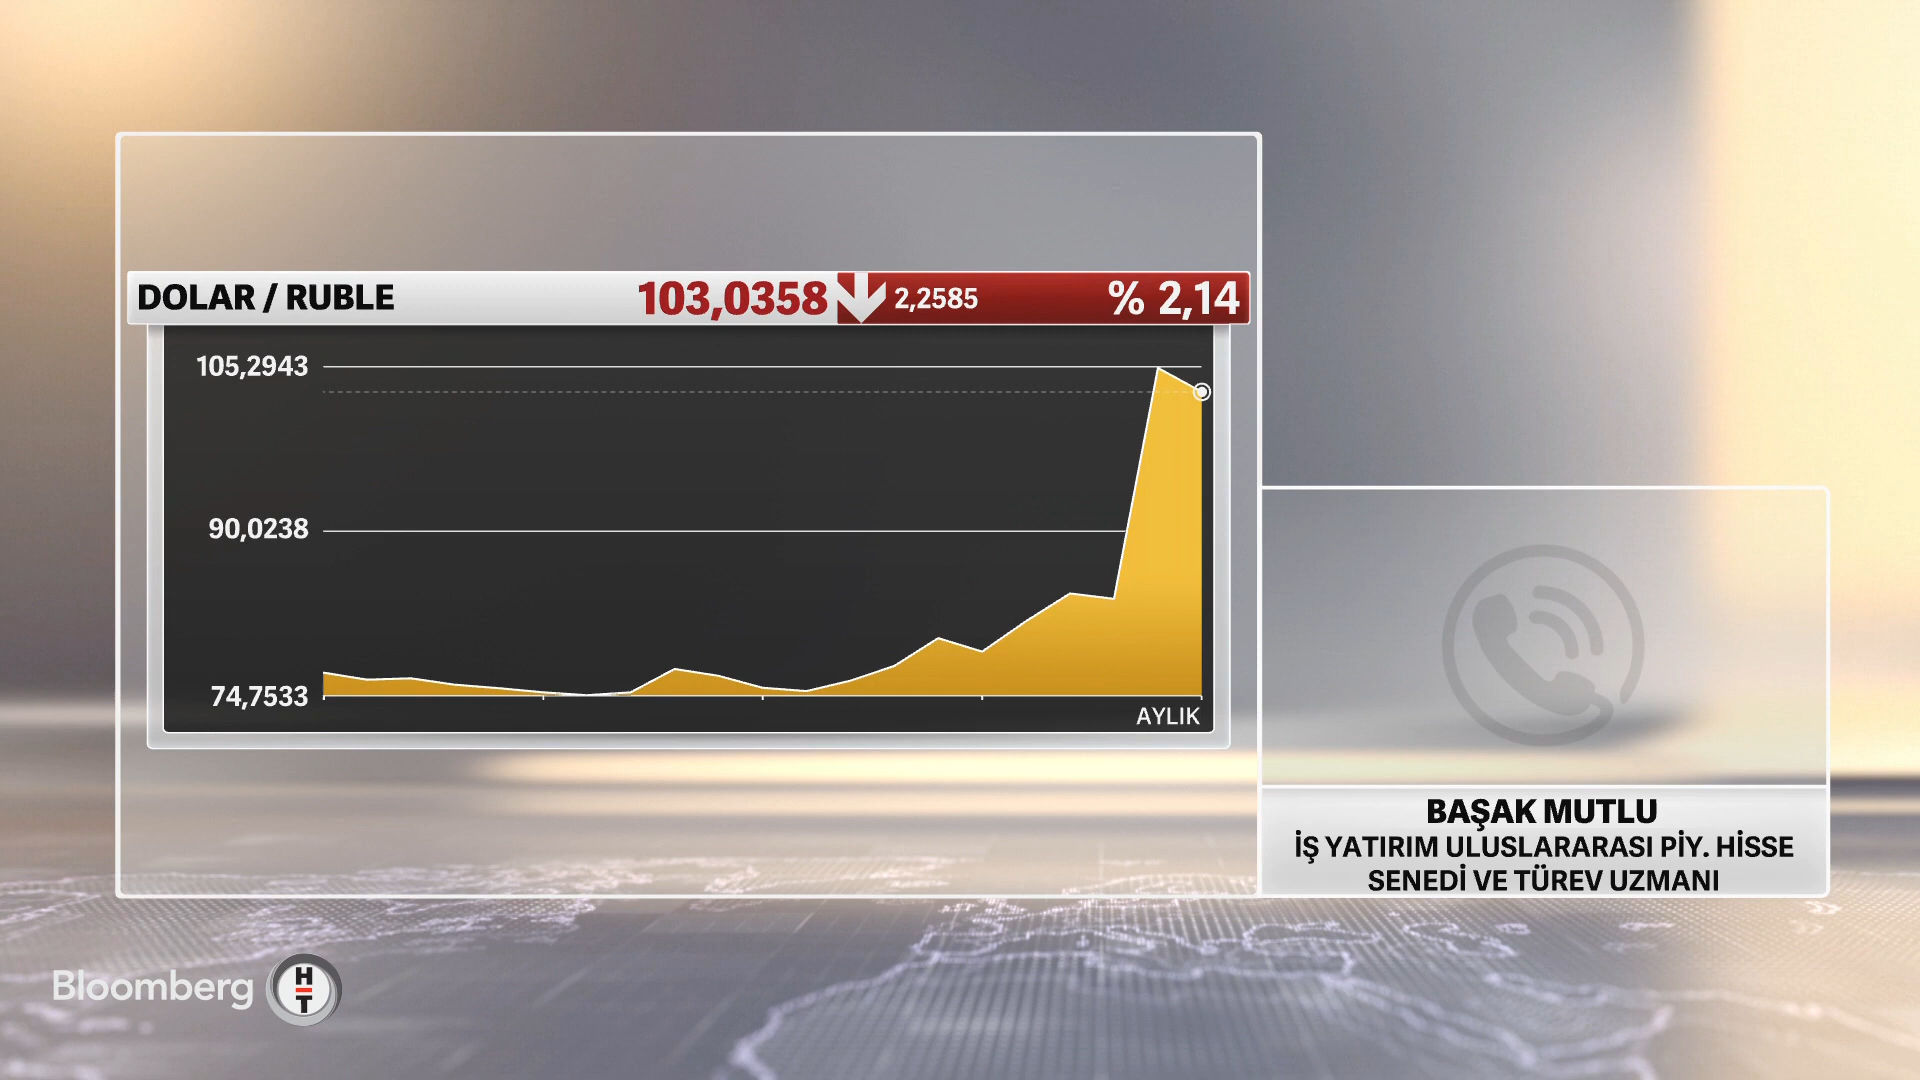 DOLAR / RUBLE 103,0358 2,2585 % 2,14
105,2943
90,0238
74,7533
AYLIK
BAŞAK MUTLU
İŞ YATIRIM ULUSLARARASI PİY. HİSSE
SENEDİ VE TÜREV UZMANI
Bloomberg HT